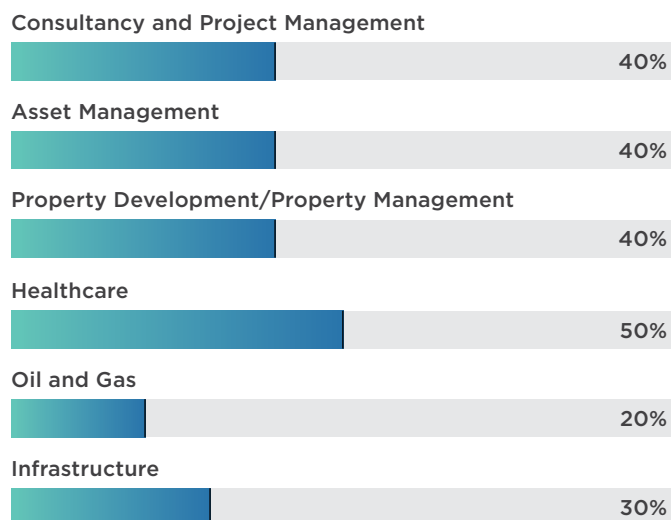 Consultancy and Project Management
40%
Asset Management
40%
Property Development/Property Management
40%
Healthcare
50%
Oil and Gas
20%
Infrastructure
30%